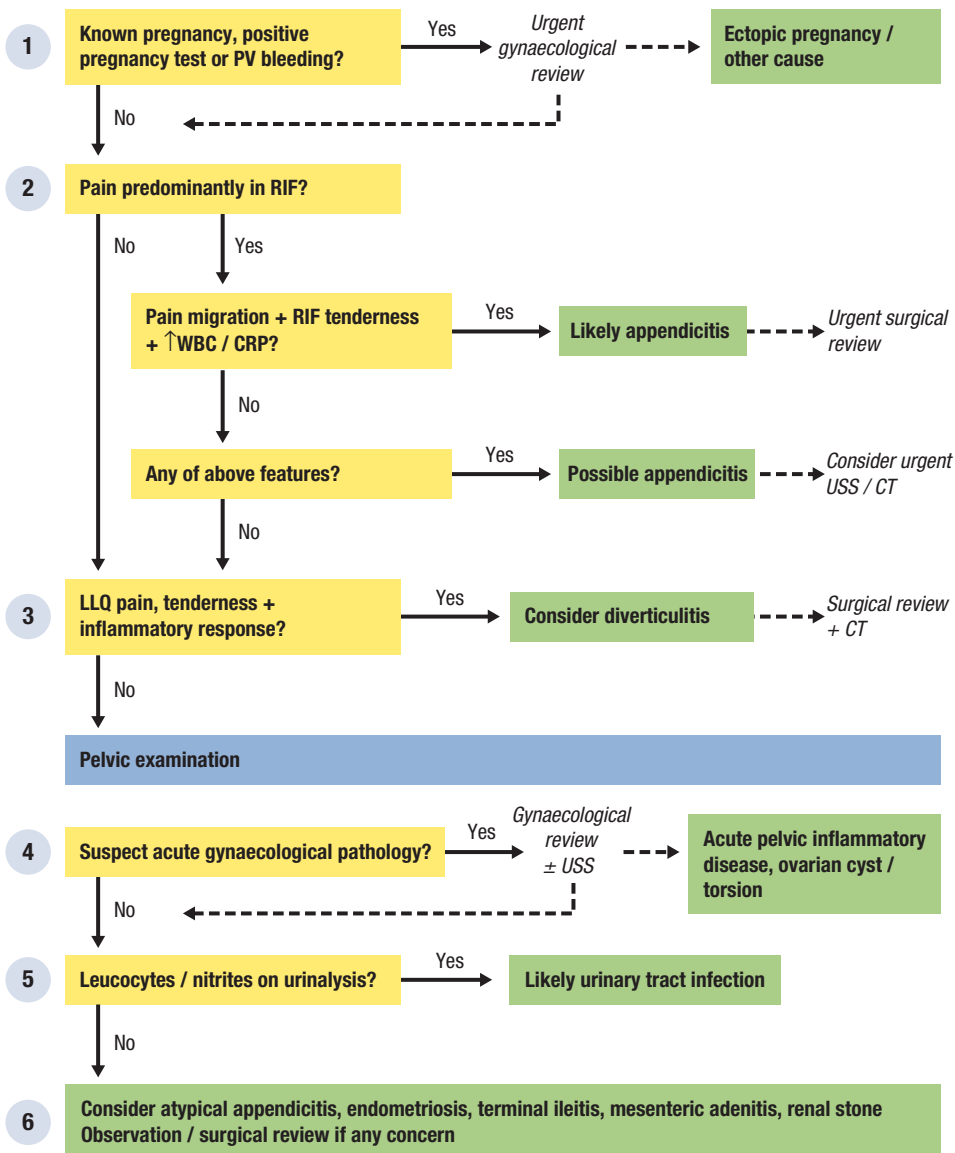 1
Known pregnancy, positive
pregnancy test or PV bleeding?
Yes
Urgent
gynaecological
review
Ectopic pregnancy /
other cause
No
2
Pain predominantly in RIF?
No
Yes
Pain migration + RIF tenderness
+ ↑WBC / CRP?
Yes
Likely appendicitis
Urgent surgical
review
No
Any of above features?
Yes
Possible appendicitis
Consider urgent
USS / CT
No
3
LLQ pain, tenderness +
inflammatory response?
Yes
Consider diverticulitis
Surgical review
+ CT
No
Pelvic examination
4
Suspect acute gynaecological pathology?
Yes
Gynaecological
review
± USS
Acute pelvic inflammatory
disease, ovarian cyst /
torsion
No
5
Leucocytes / nitrites on urinalysis?
Yes
Likely urinary tract infection
No
6
Consider atypical appendicitis, endometriosis, terminal ileitis, mesenteric adenitis, renal stone
Observation / surgical review if any concern